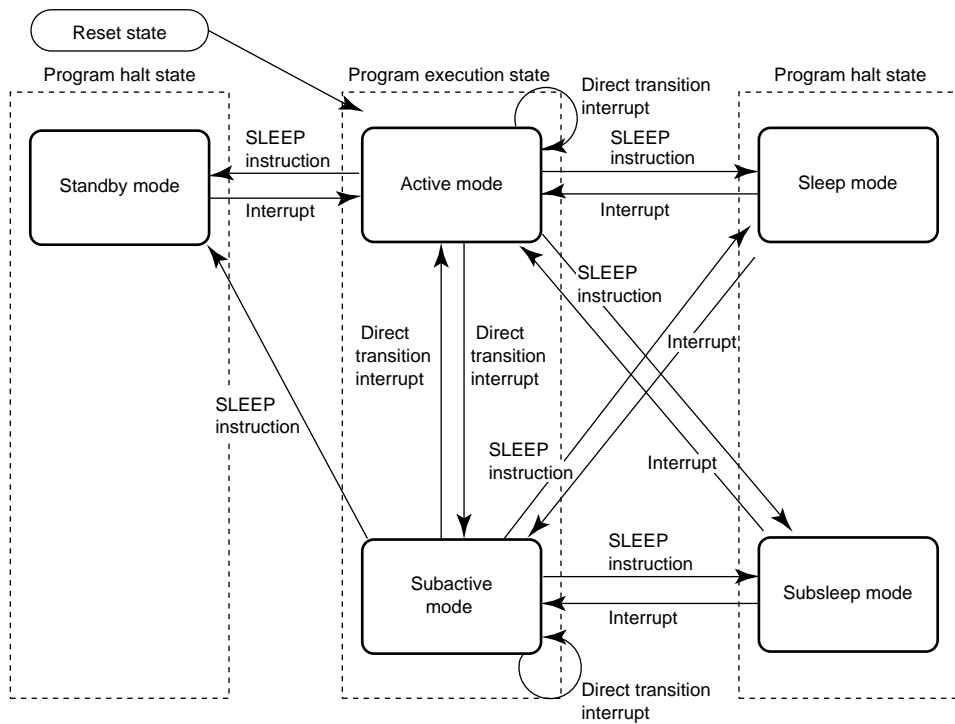 Reset state
Program halt state
Program execution state
Program halt state
Direct transition
interrupt
SLEEP
instruction
SLEEP
instruction
Standby mode
Active mode
Sleep mode
Interrupt
Interrupt
SLEEP
instruction
Direct
transition
interrupt
Direct
transition
interrupt
Interrupt
SLEEP
instruction
SLEEP
instruction
Interrupt
SLEEP
instruction
Subactive
mode
Subsleep mode
Interrupt
Direct transition
interrupt